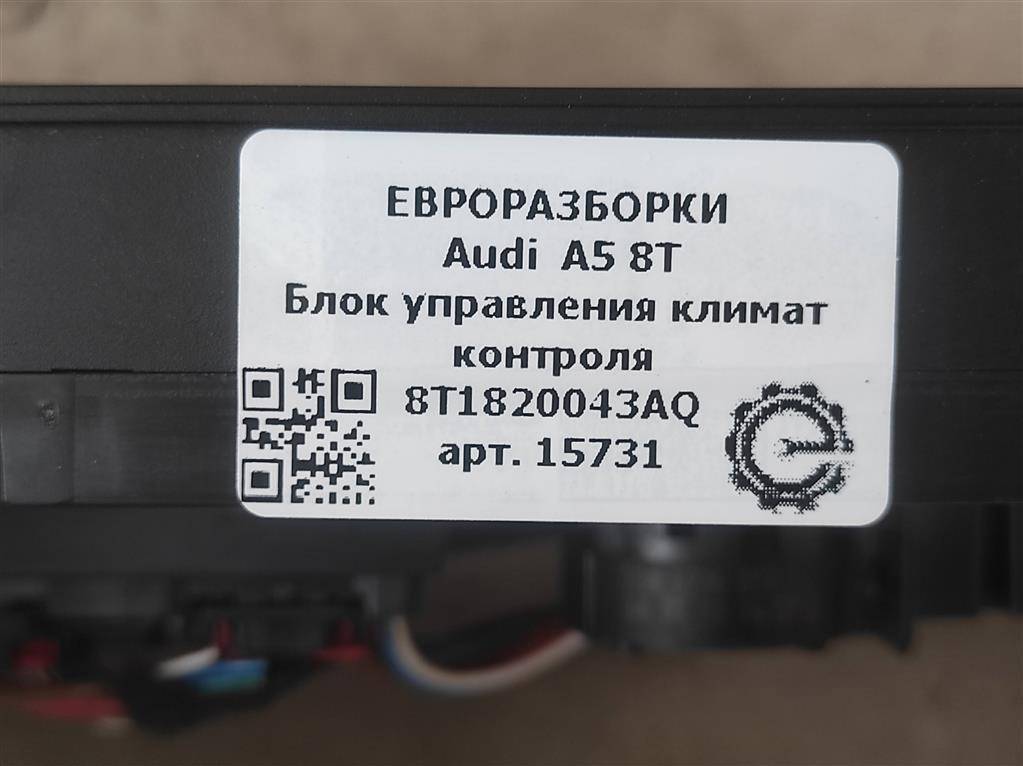 ЕВРОРАЗБОРКИ
Audi A5 8T
Блок управления климат
контроля
8T1820043AQ
арт. 15731